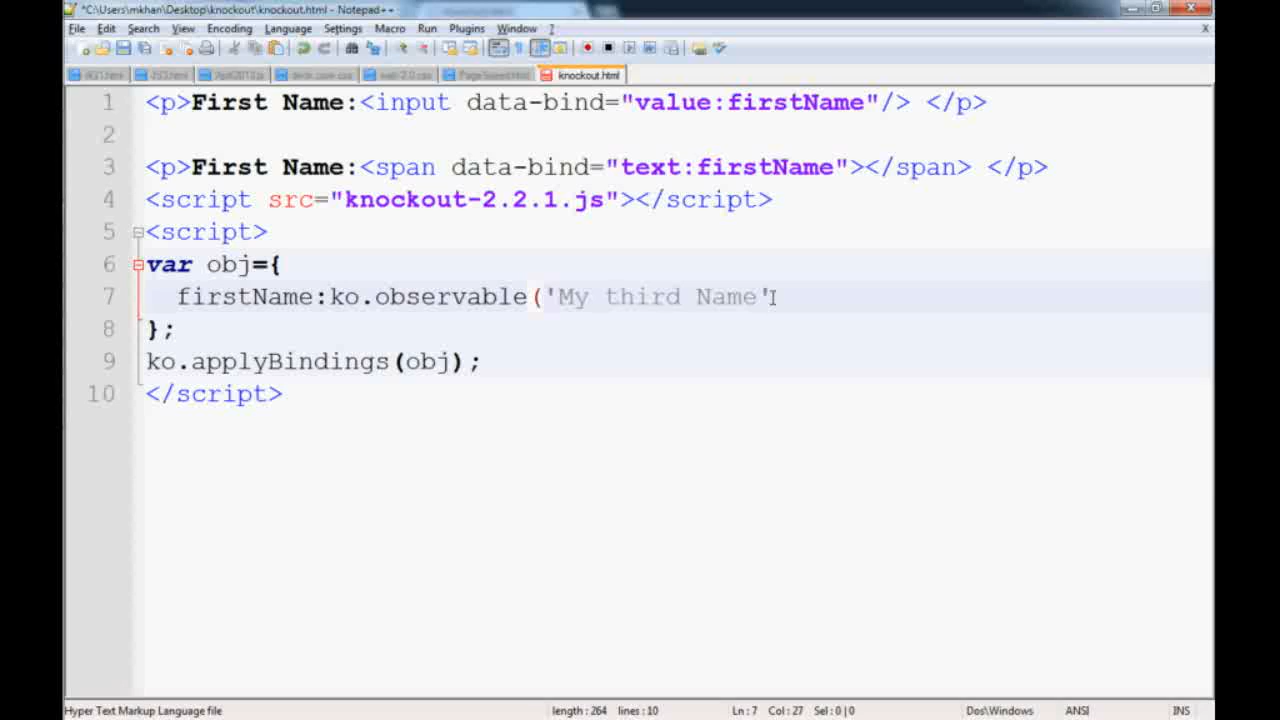 *C:\Users\mkhan\Desktop\knockout\knockout.html - Notepad++
File Edit Search View Encoding Language Settings Macro Run Plugins Window ? X
knockout.html
1 <p>First Name:<input data-bind="value:firstName"/> </p>
2
3 <p>First Name:<span data-bind="text:firstName"></span> </p>
4 <script src="knockout-2.2.1.js"></script>
5 <script>
6 var obj={
7 firstName:ko.observable('My third Name'
8 };
9 ko.applyBindings(obj);
10 </script>
Hyper Text Markup Language file length : 264 lines : 10 Ln : 7 Col : 27 Sel : 0 | 0 Dos\Windows ANSI INS